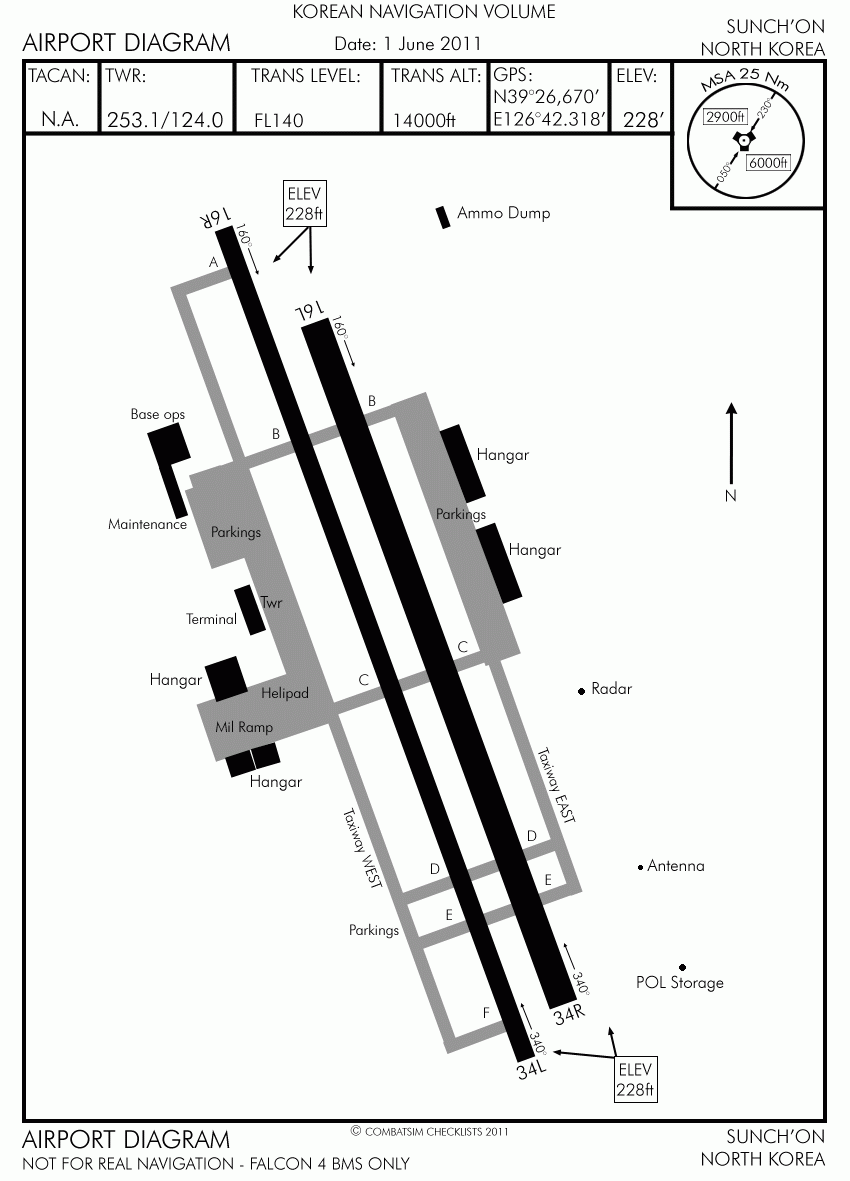 KOREAN NAVIGATION VOLUME
AIRPORT DIAGRAM
Date: 1 June 2011
SUNCH'ON
NORTH KOREA
TACAN:
N.A.
TWR:
253.1/124.0
TRANS LEVEL:
FL140
TRANS ALT:
14000ft
GPS:
N39°26,670'
E126°42.318'
ELEV:
228'
MSA 25 Nm
2900ft
230°
050°
6000ft
ELEV
228ft
Ammo Dump
16R
160°
A
16L
160°
B
B
Base ops
Hangar
N
Parkings
Maintenance
Parkings
Hangar
Twr
Terminal
C
C
Hangar
Helipad
Radar
Mil Ramp
Hangar
Taxiway EAST
Taxiway WEST
D
D
Antenna
E
E
Parkings
POL Storage
340°
F
34R
340°
34L
ELEV
228ft
© COMBATSIM CHECKLISTS 2011
AIRPORT DIAGRAM
NOT FOR REAL NAVIGATION - FALCON 4 BMS ONLY
SUNCH'ON
NORTH KOREA